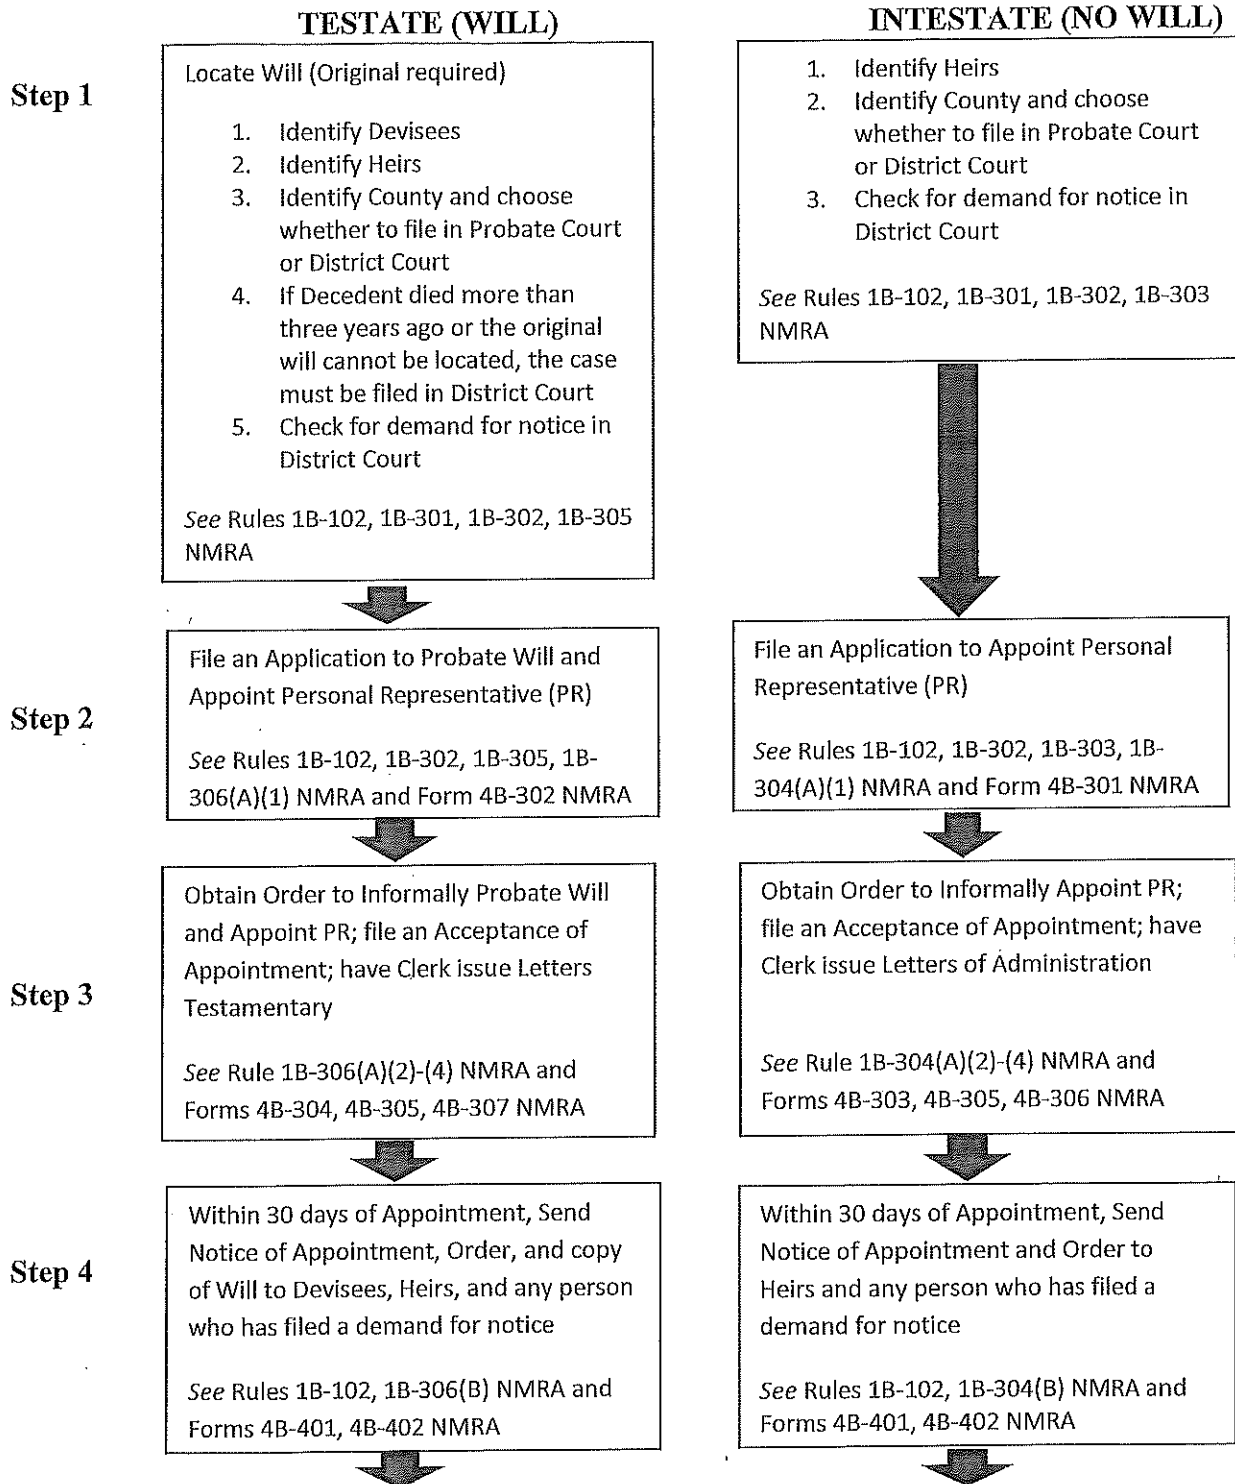 TESTATE (WILL)
Step 1
Locate Will (Original required)
1. Identify Devisees
2. Identify Heirs
3. Identify County and choose
whether to file in Probate Court
or District Court
4. If Decedent died more than
three years ago or the original
will cannot be located, the case
must be filed in District Court
5. Check for demand for notice in
District Court
See Rules 1B-102, 1B-301, 1B-302, 1B-305
NMRA
INTESTATE (NO WILL)
1. Identify Heirs
2. Identify County and choose
whether to file in Probate Court
or District Court
3. Check for demand for notice in
District Court
See Rules 1B-102, 1B-301, 1B-302, 1B-303
NMRA
Step 2
File an Application to Probate Will and
Appoint Personal Representative (PR)
See Rules 1B-102, 1B-302, 1B-305, 1B-
306(A)(1) NMRA and Form 4B-302 NMRA
File an Application to Appoint Personal
Representative (PR)
See Rules 1B-102, 1B-302, 1B-303, 1B-
304(A)(1) NMRA and Form 4B-301 NMRA
Step 3
Obtain Order to Informally Probate Will
and Appoint PR; file an Acceptance of
Appointment; have Clerk issue Letters
Testamentary
See Rule 1B-306(A)(2)-(4) NMRA and
Forms 4B-304, 4B-305, 4B-307 NMRA
Obtain Order to Informally Appoint PR;
file an Acceptance of Appointment; have
Clerk issue Letters of Administration
See Rule 1B-304(A)(2)-(4) NMRA and
Forms 4B-303, 4B-305, 4B-306 NMRA
Step 4
Within 30 days of Appointment, Send
Notice of Appointment, Order, and copy
of Will to Devisees, Heirs, and any person
who has filed a demand for notice
See Rules 1B-102, 1B-306(B) NMRA and
Forms 4B-401, 4B-402 NMRA
Within 30 days of Appointment, Send
Notice of Appointment and Order to
Heirs and any person who has filed a
demand for notice
See Rules 1B-102, 1B-304(B) NMRA and
Forms 4B-401, 4B-402 NMRA